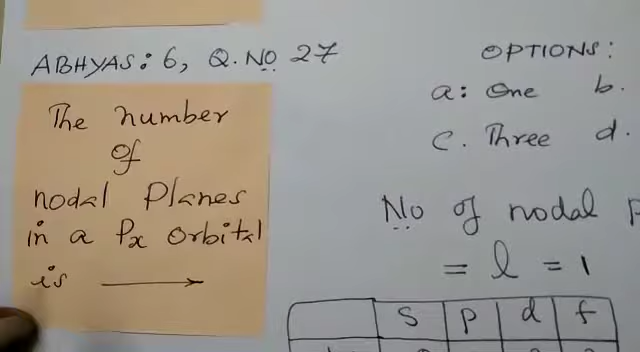 ABHYAS: 6, Q. NO 27
The number
of
nodal Planes
in a Px orbital
is
OPTIONS:
a: One b.
c. Three d.
No of nodal
= l = 1
S p d f